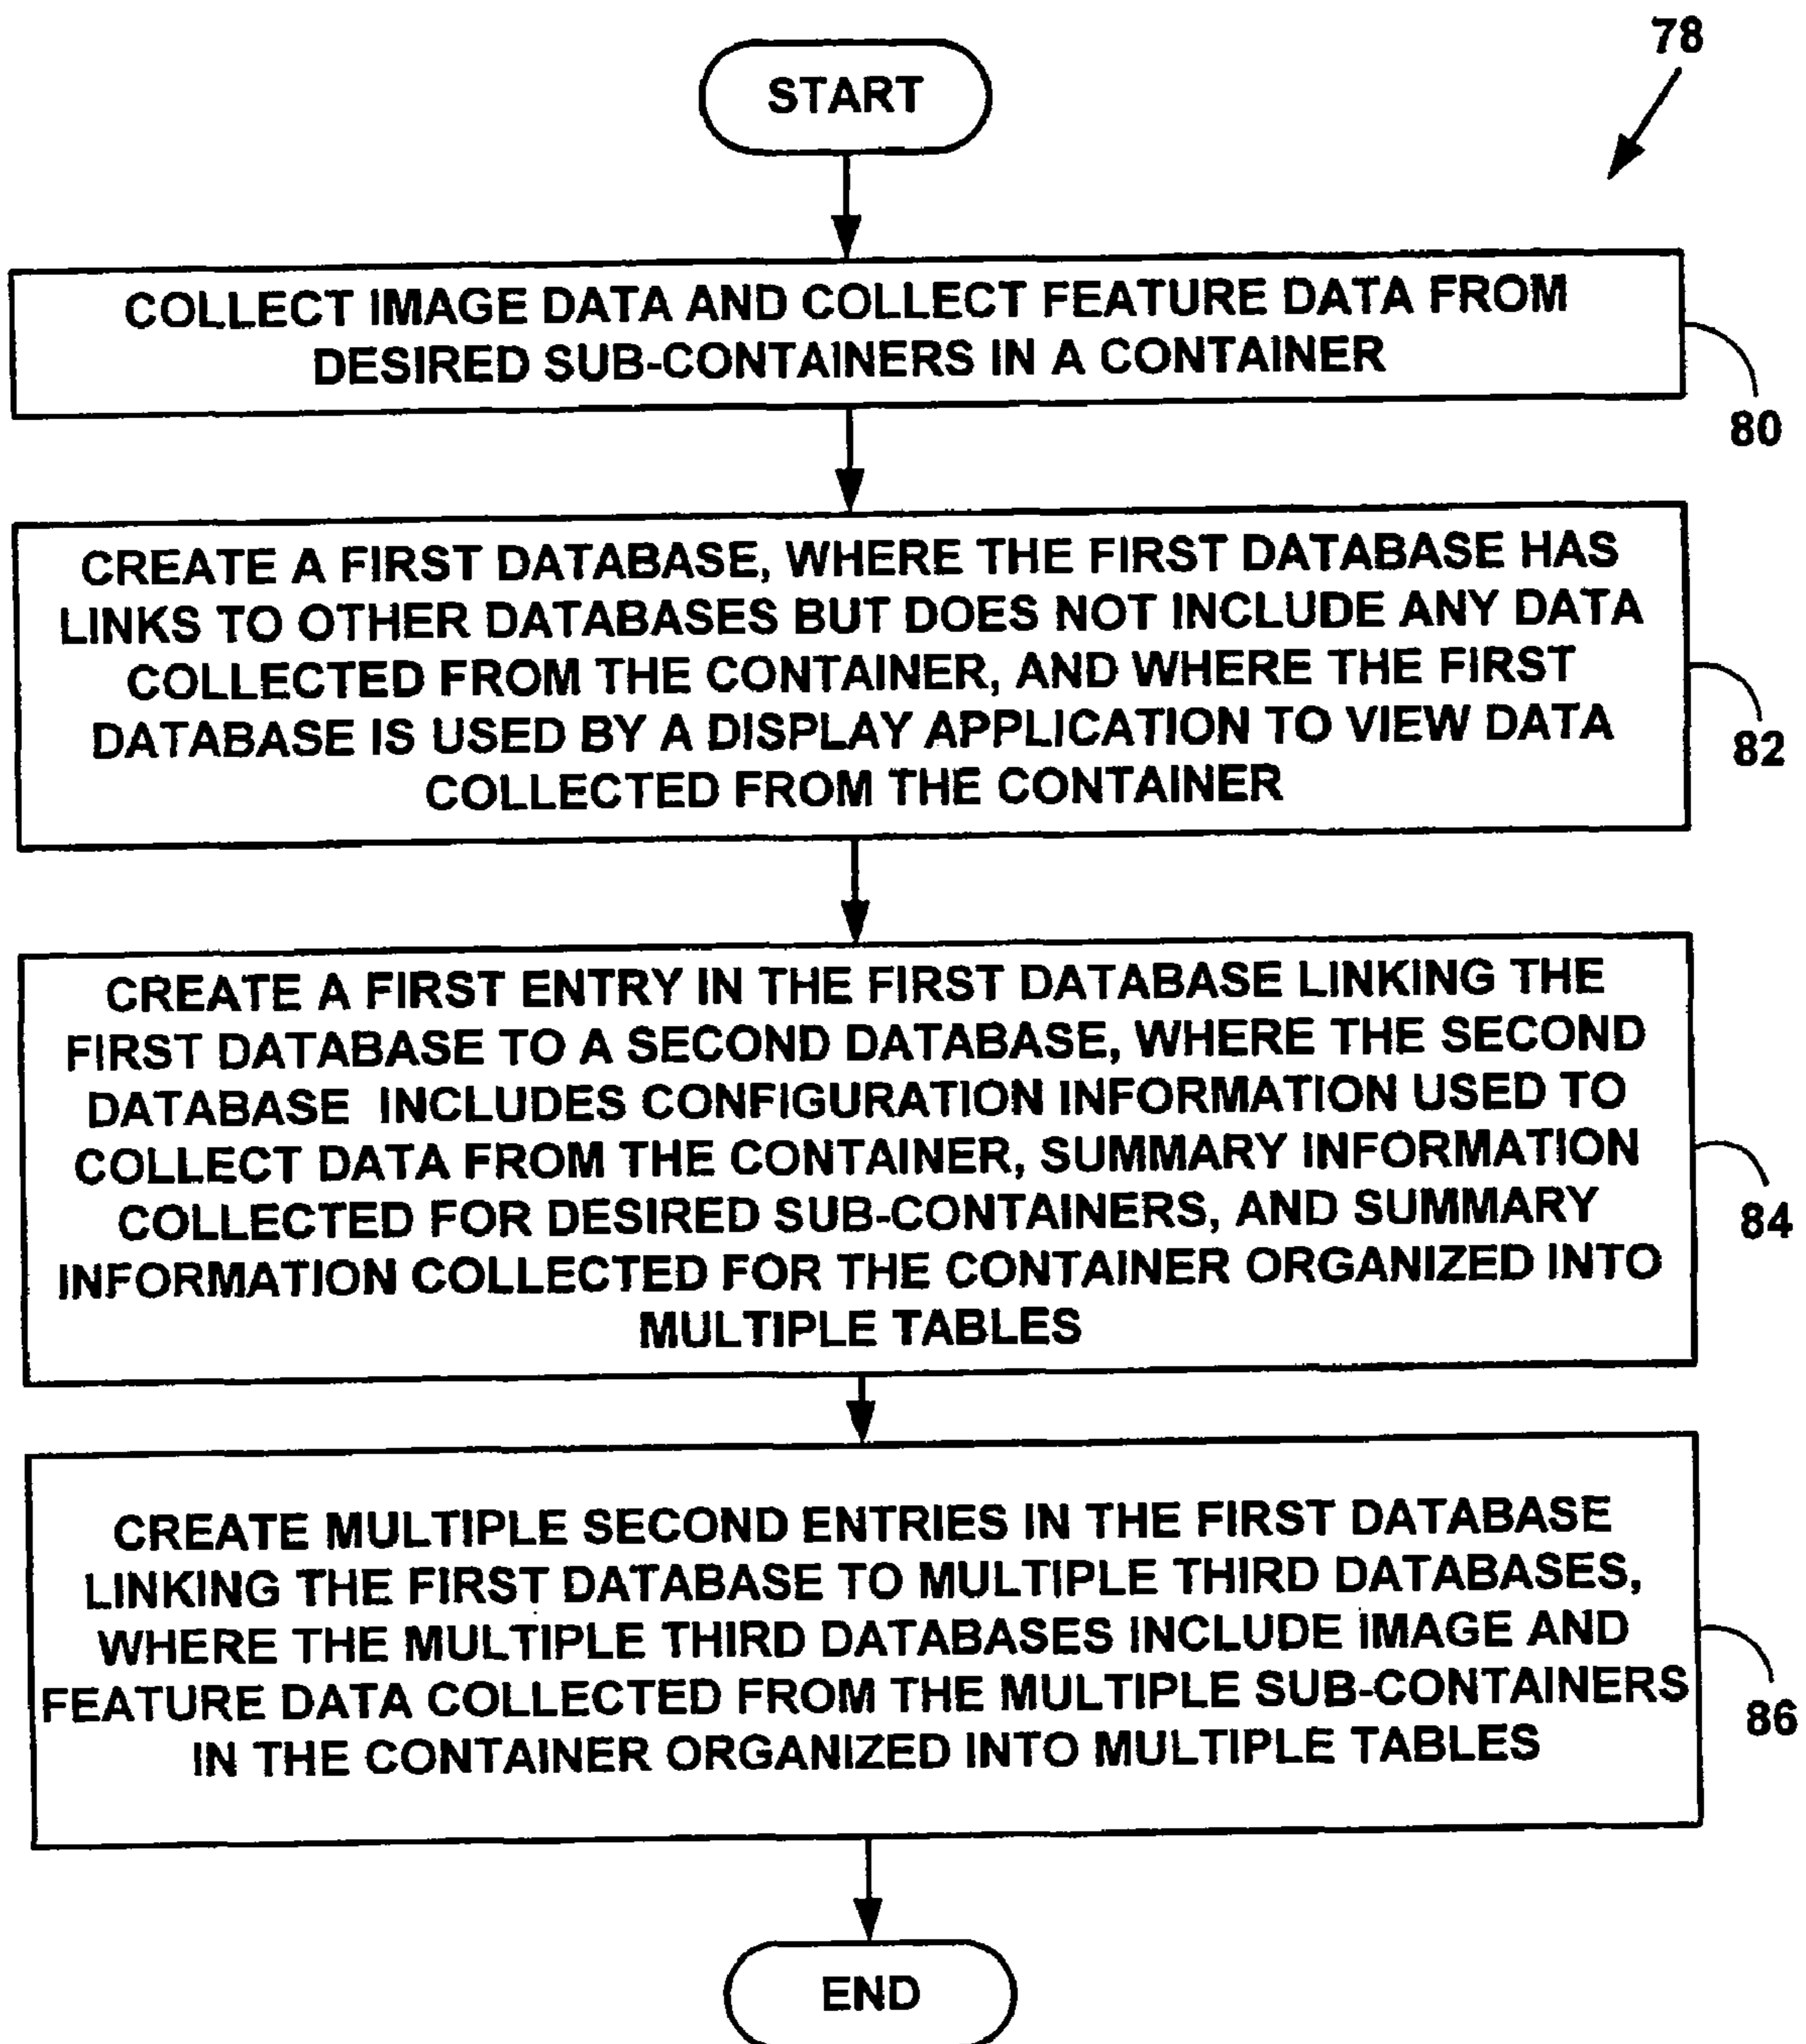 78
START
COLLECT IMAGE DATA AND COLLECT FEATURE DATA FROM
DESIRED SUB-CONTAINERS IN A CONTAINER
80
CREATE A FIRST DATABASE, WHERE THE FIRST DATABASE HAS
LINKS TO OTHER DATABASES BUT DOES NOT INCLUDE ANY DATA
COLLECTED FROM THE CONTAINER, AND WHERE THE FIRST
DATABASE IS USED BY A DISPLAY APPLICATION TO VIEW DATA
COLLECTED FROM THE CONTAINER
82
CREATE A FIRST ENTRY IN THE FIRST DATABASE LINKING THE
FIRST DATABASE TO A SECOND DATABASE, WHERE THE SECOND
DATABASE INCLUDES CONFIGURATION INFORMATION USED TO
COLLECT DATA FROM THE CONTAINER, SUMMARY INFORMATION
COLLECTED FOR DESIRED SUB-CONTAINERS, AND SUMMARY
INFORMATION COLLECTED FOR THE CONTAINER ORGANIZED INTO
MULTIPLE TABLES
84
CREATE MULTIPLE SECOND ENTRIES IN THE FIRST DATABASE
LINKING THE FIRST DATABASE TO MULTIPLE THIRD DATABASES,
WHERE THE MULTIPLE THIRD DATABASES INCLUDE IMAGE AND
FEATURE DATA COLLECTED FROM THE MULTIPLE SUB-CONTAINERS
IN THE CONTAINER ORGANIZED INTO MULTIPLE TABLES
86
END